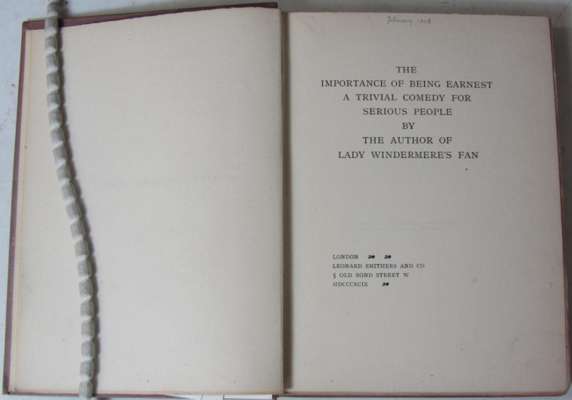 THE
IMPORTANCE OF BEING EARNEST
A TRIVIAL COMEDY FOR
SERIOUS PEOPLE
BY
THE AUTHOR OF
LADY WINDERMERE'S FAN
LONDON
LEONARD SMITHERS AND CO
5 OLD BOND STREET W
MDCCCXCIX